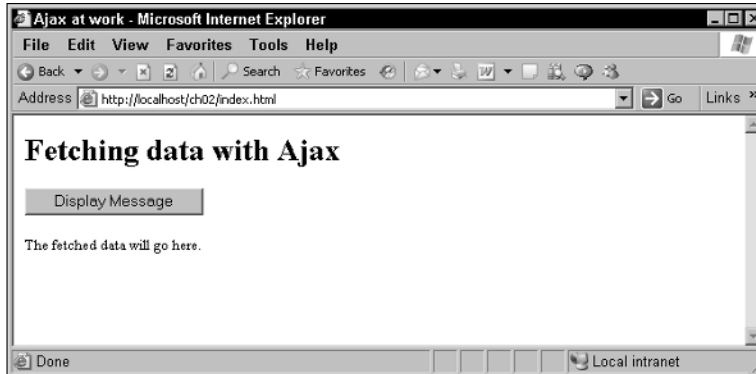 Ajax at work - Microsoft Internet Explorer
File Edit View Favorites Tools Help
Back Search Favorites
Address http://localhost/ch02/index.html Go Links »
Fetching data with Ajax
Display Message
The fetched data will go here.
Done Local intranet